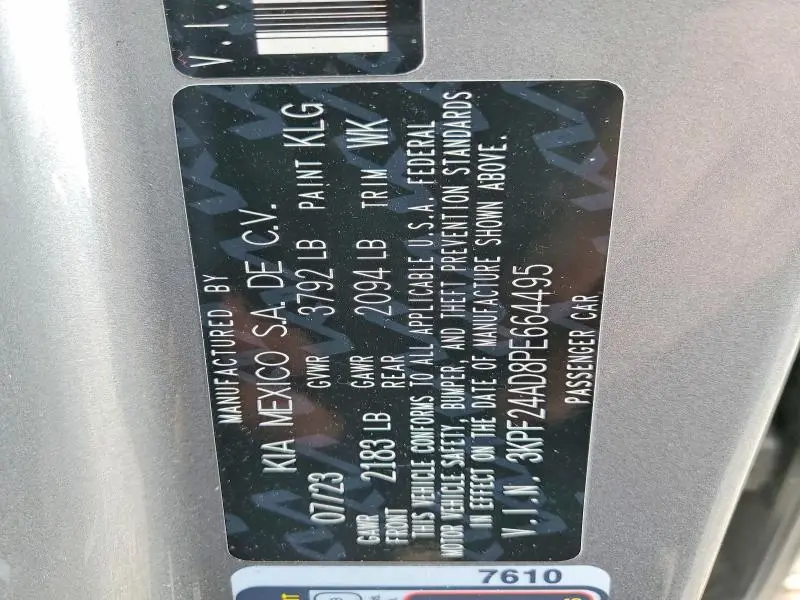 V.I.
MANUFACTURED BY
KIA MEXICO S.A. DE C.V.
07/23 GVWR 3792 LB PAINT KLG
GAWR FRONT 2183 LB GAWR REAR 2094 LB TRIM WK
THIS VEHICLE CONFORMS TO ALL APPLICABLE U.S.A. FEDERAL
MOTOR VEHICLE SAFETY, BUMPER AND THEFT PREVENTION STANDARDS
IN EFFECT ON THE DATE OF MANUFACTURE SHOWN ABOVE.
V.I.N. 3KPF24AD8PE664495
PASSENGER CAR
7610